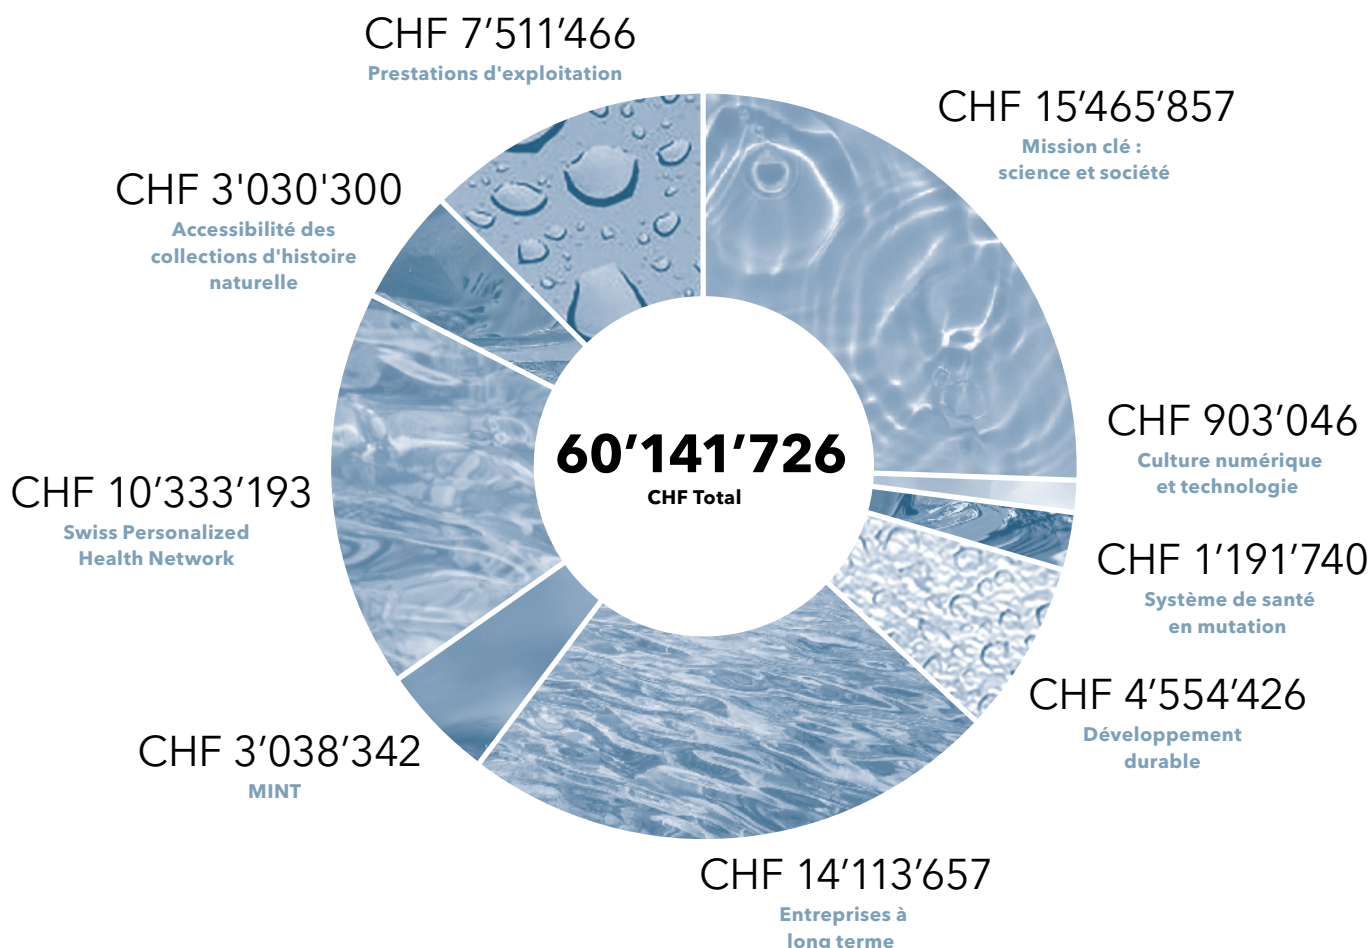 CHF 7’511’466
Prestations d'exploitation
CHF 15’465’857
Mission clé :
science et société
CHF 3'030'300
Accessibilité des
collections d'histoire
naturelle
CHF 903’046
Culture numérique
et technologie
60’141’726
CHF Total
CHF 10’333’193
Swiss Personalized
Health Network
CHF 1’191’740
Système de santé
en mutation
CHF 4’554’426
Développement
durable
CHF 3’038’342
MINT
CHF 14’113’657
Entreprises à
long terme